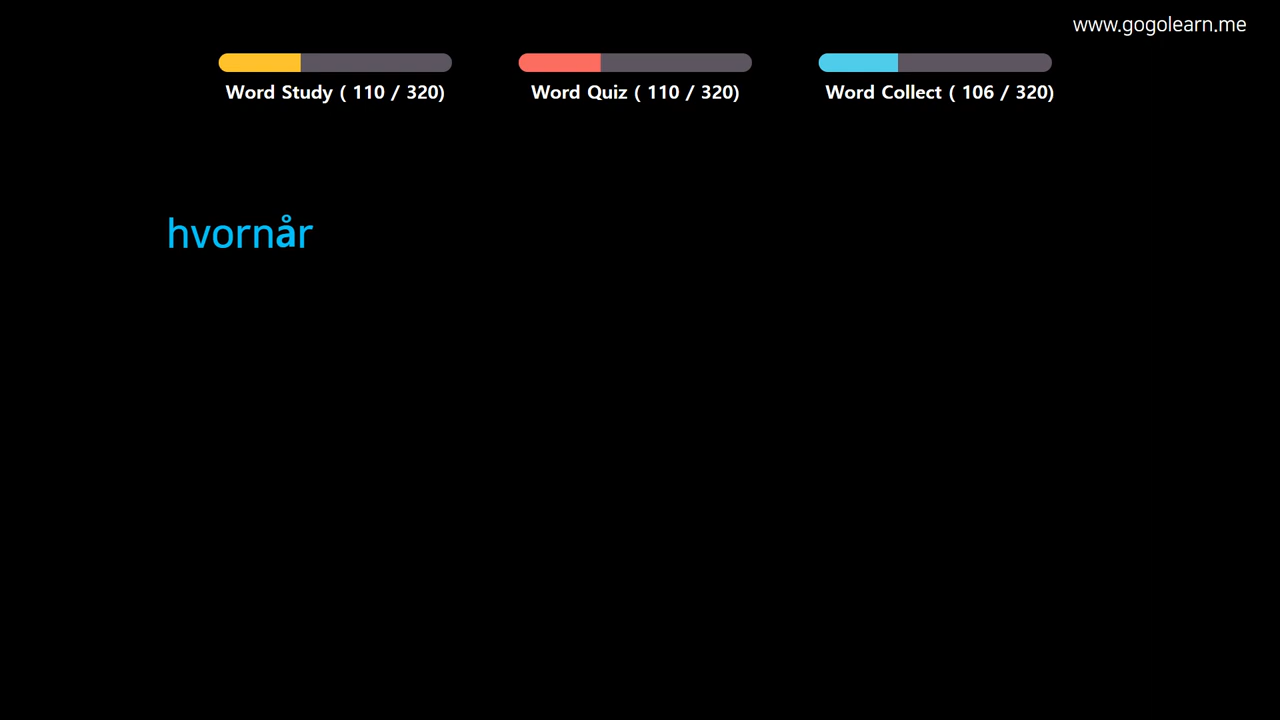 www.gogolearn.me
Word Study ( 110 / 320)
Word Quiz ( 110 / 320)
Word Collect ( 106 / 320)
hvornår